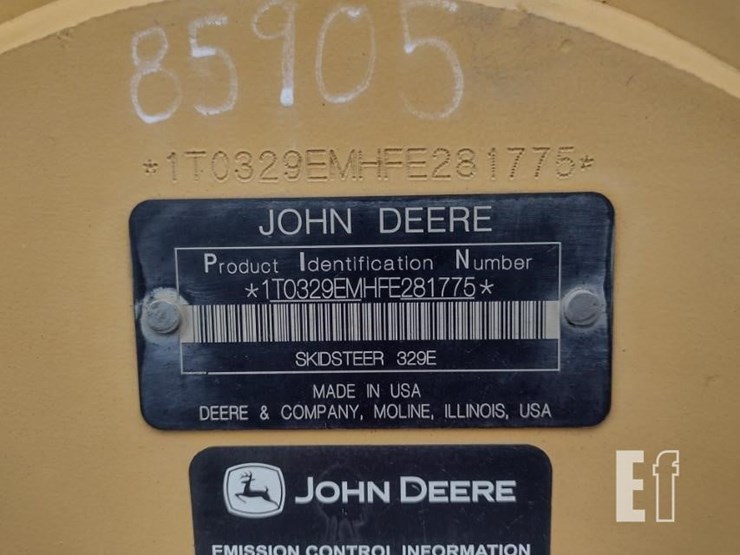 85905
*1T0329EMHFE281775*
JOHN DEERE
Product Identification Number
*1T0329EMHFE281775*
SKIDSTEER 329E
MADE IN USA
DEERE & COMPANY, MOLINE, ILLINOIS, USA
JOHN DEERE
EMISSION CONTROL INFORMATION
Ef